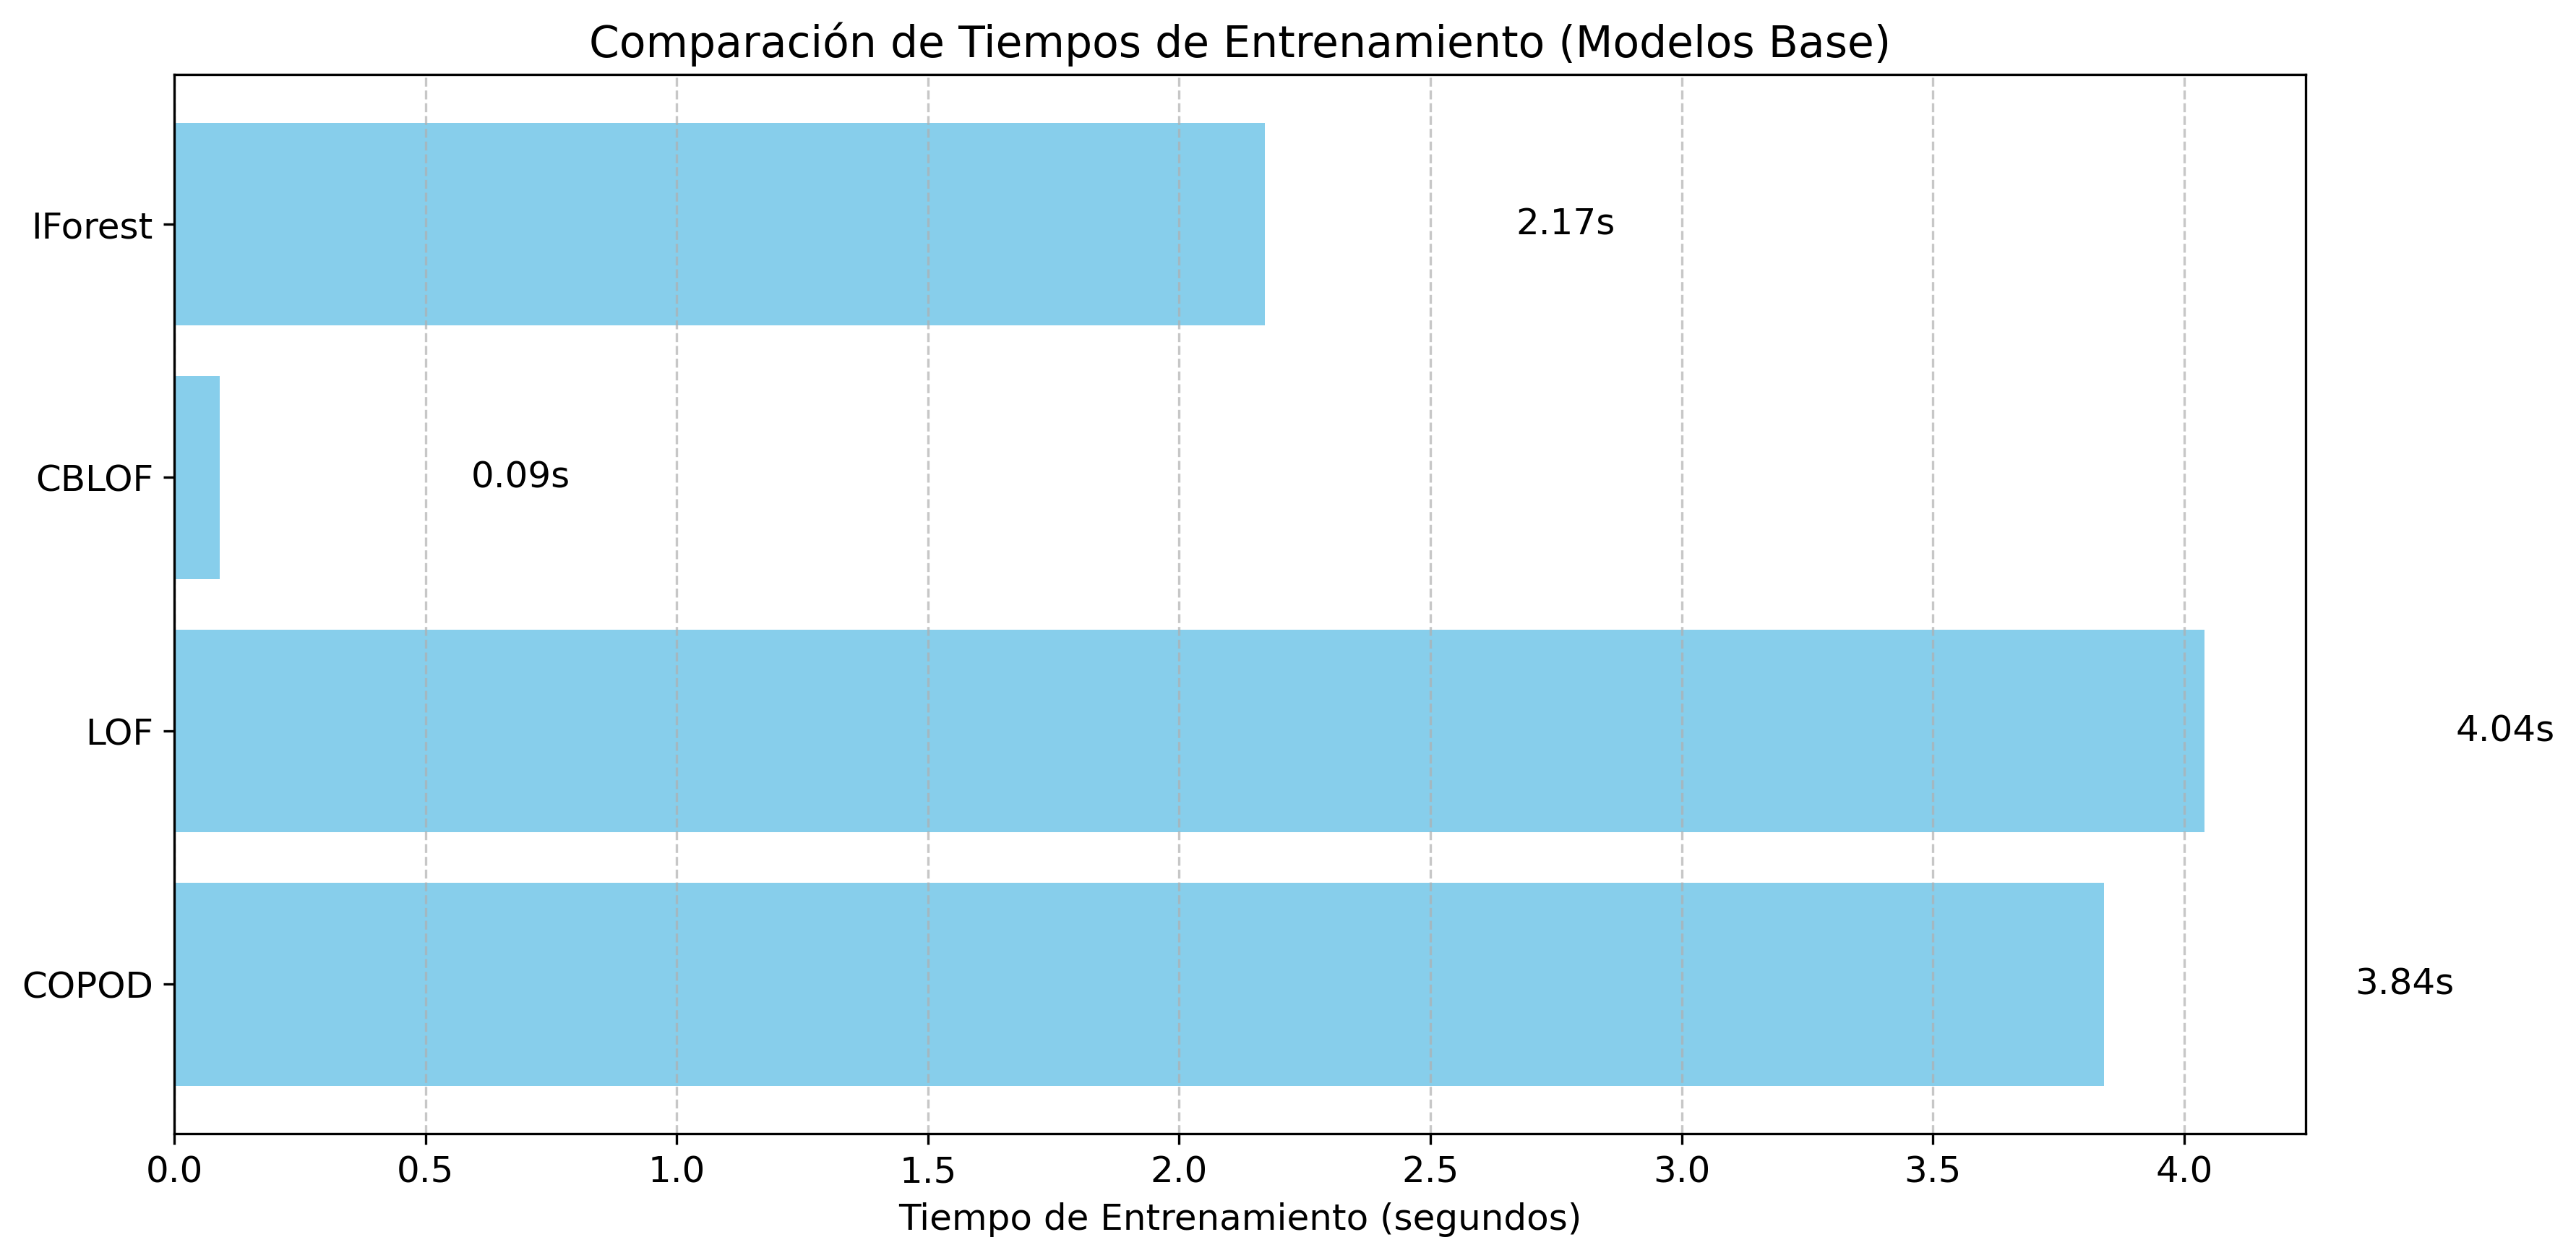 Comparación de Tiempos de Entrenamiento (Modelos Base)
IForest
2.17s
CBLOF
0.09s
LOF
4.04s
COPOD
3.84s
0.0 0.5 1.0 1.5 2.0 2.5 3.0 3.5 4.0
Tiempo de Entrenamiento (segundos)